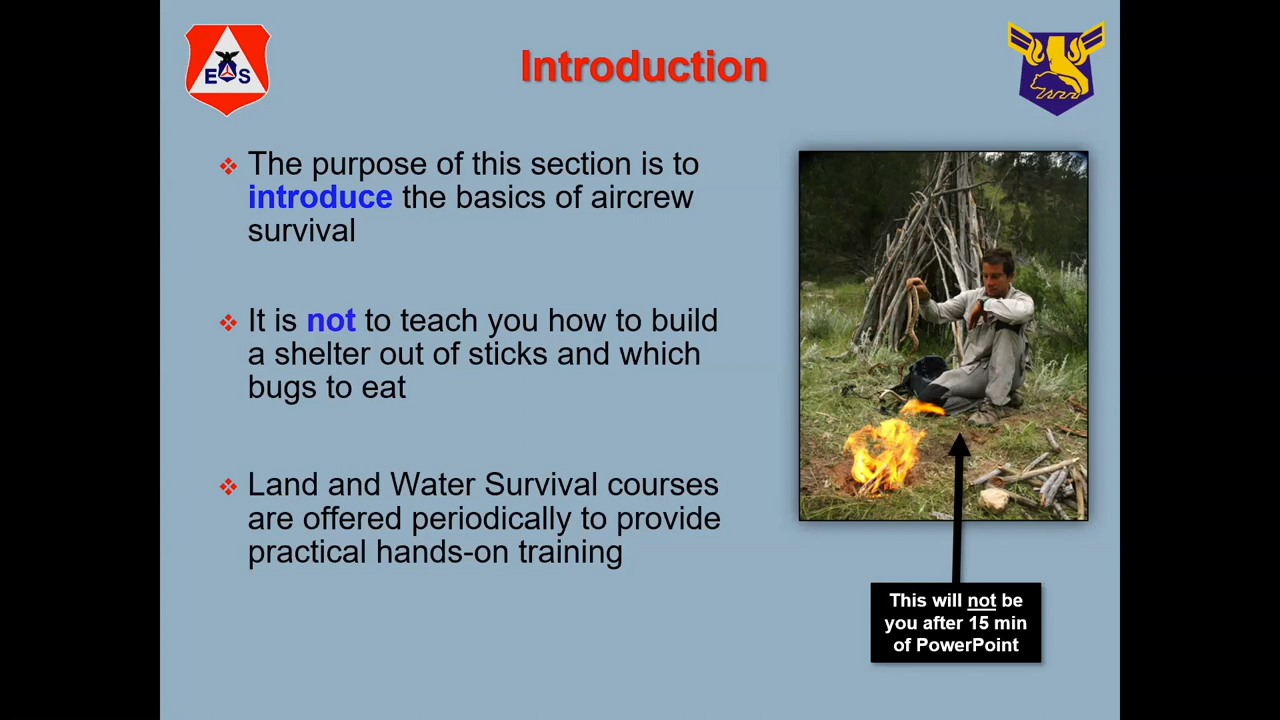 E S
Introduction
The purpose of this section is to
introduce the basics of aircrew
survival
It is not to teach you how to build
a shelter out of sticks and which
bugs to eat
Land and Water Survival courses
are offered periodically to provide
practical hands-on training
This will not be
you after 15 min
of PowerPoint